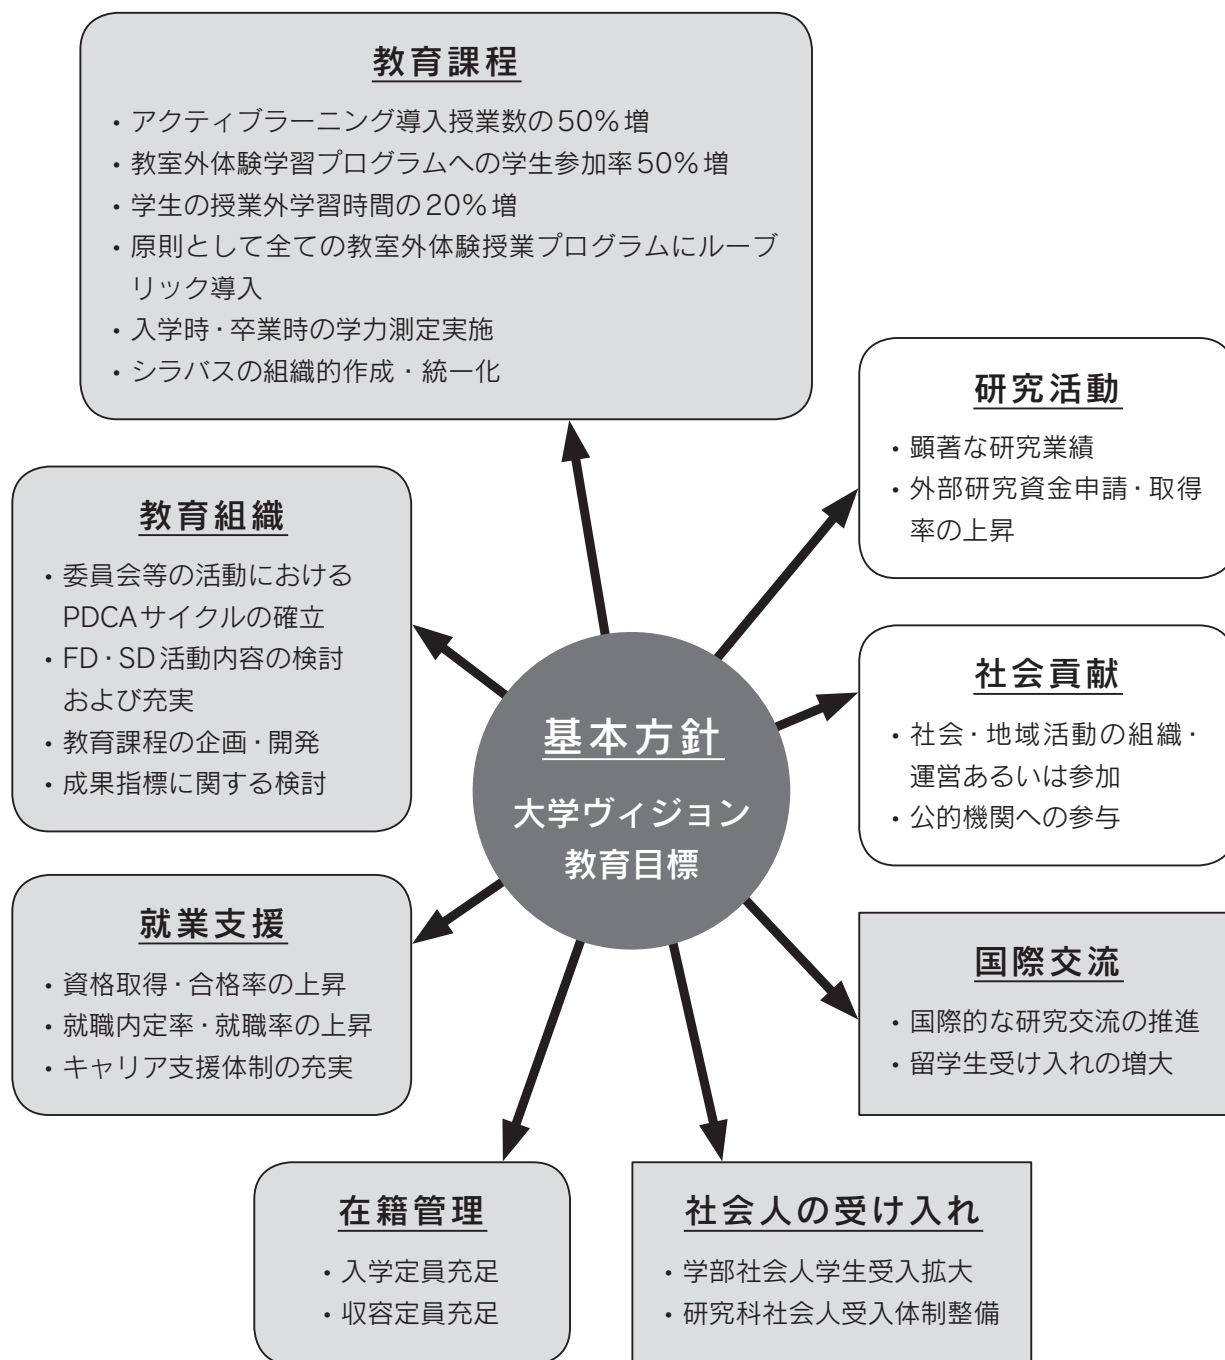 教育課程
・アクティブラーニング導入授業数の50%増
・教室外体験学習プログラムへの学生参加率50%増
・学生の授業外学習時間の20%増
・原則として全ての教室外体験授業プログラムにルーブ
リック導入
・入学時・卒業時の学力測定実施
・シラバスの組織的作成・統一化
研究活動
・顕著な研究業績
・外部研究資金申請・取得
率の上昇
教育組織
・委員会等の活動における
PDCAサイクルの確立
・FD・SD活動内容の検討
および充実
・教育課程の企画・開発
・成果指標に関する検討
社会貢献
・社会・地域活動の組織・
運営あるいは参加
・公的機関への参与
基本方針
大学ヴィジョン
教育目標
就業支援
・資格取得・合格率の上昇
・就職内定率・就職率の上昇
・キャリア支援体制の充実
国際交流
・国際的な研究交流の推進
・留学生受け入れの増大
在籍管理
・入学定員充足
・収容定員充足
社会人の受け入れ
・学部社会人学生受入拡大
・研究科社会人受入体制整備